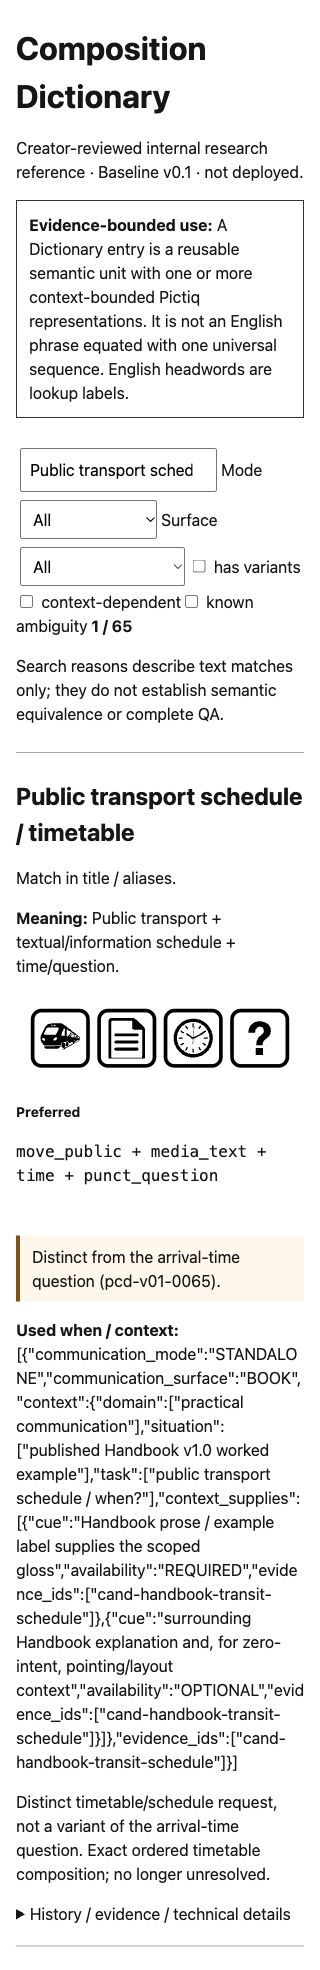 Composition
Dictionary
Creator-reviewed internal research
reference · Baseline v0.1 · not deployed.
Evidence-bounded use: A
Dictionary entry is a reusable
semantic unit with one or more
context-bounded Pictiq
representations. It is not an English
phrase equated with one universal
sequence. English headwords are
lookup labels.
Public transport sched Mode
All Surface
All has variants
context-dependent known
ambiguity 1 / 65
Search reasons describe text matches
only; they do not establish semantic
equivalence or complete QA.
Public transport schedule
/ timetable
Match in title / aliases.
Meaning: Public transport +
textual/information schedule +
time/question.
?
Preferred
move_public + media_text +
time + punct_question
Distinct from the arrival-time
question (pcd-v01-0065).
Used when / context:
[{"communication_mode":"STANDALO
NE","communication_surface":"BOOK",
"context":{"domain":["practical
communication"],"situation":
["published Handbook v1.0 worked
example"],"task":["public transport
schedule / when?"],"context_supplies":
[{"cue":"Handbook prose / example
label supplies the scoped
gloss","availability":"REQUIRED","evide
nce_ids":["cand-handbook-transit-
schedule"]},{"cue":"surrounding
Handbook explanation and, for zero-
intent, pointing/layout
context","availability":"OPTIONAL","evid
ence_ids":["cand-handbook-transit-
schedule"]}]},"evidence_ids":["cand-
handbook-transit-schedule"]}]
Distinct timetable/schedule request,
not a variant of the arrival-time
question. Exact ordered timetable
composition; no longer unresolved.
History / evidence / technical details